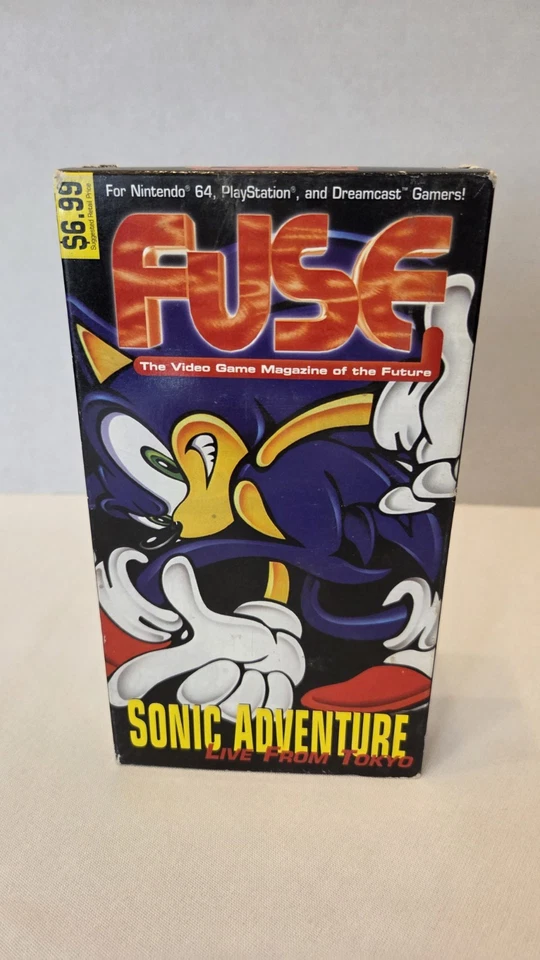 $6.99
Suggested Retail Price
For Nintendo® 64, PlayStation®, and Dreamcast™ Gamers!
FUSE
The Video Game Magazine of the Future
SONIC ADVENTURE
LIVE FROM TOKYO